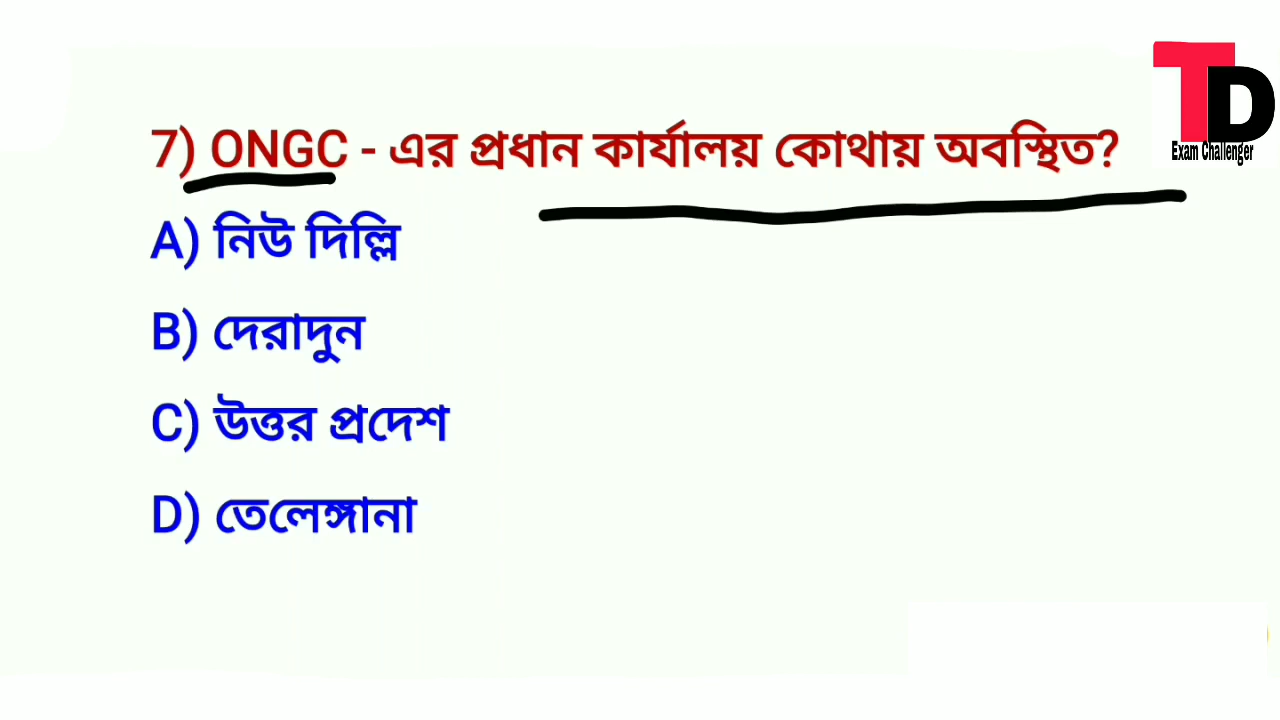 7) ONGC - এর প্রধান কার্যালয় কোথায় অবস্থিত?
A) নিউ দিল্লি
B) দেরাদুন
C) উত্তর প্রদেশ
D) তেলেঙ্গানা
TD
Exam Challenger